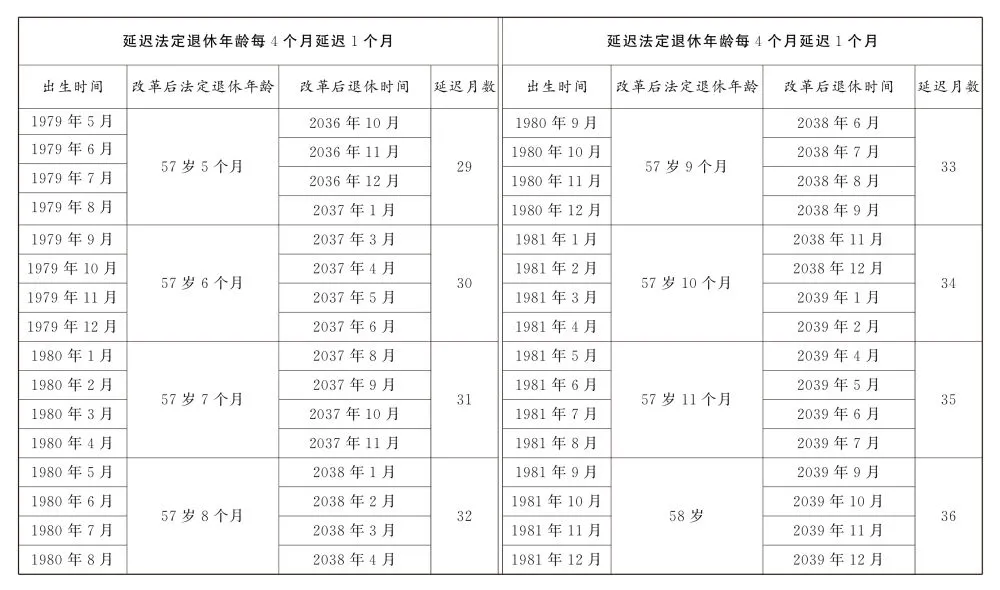 延迟法定退休年龄每 4 个月延迟 1 个月
出生时间 改革后法定退休年龄 改革后退休时间 延迟月数
1979 年 5 月 57 岁 5 个月 2036 年 10 月 29
1979 年 6 月 2036 年 11 月
1979 年 7 月 2036 年 12 月
1979 年 8 月 2037 年 1 月
1979 年 9 月 57 岁 6 个月 2037 年 3 月 30
1979 年 10 月 2037 年 4 月
1979 年 11 月 2037 年 5 月
1979 年 12 月 2037 年 6 月
1980 年 1 月 57 岁 7 个月 2037 年 8 月 31
1980 年 2 月 2037 年 9 月
1980 年 3 月 2037 年 10 月
1980 年 4 月 2037 年 11 月
1980 年 5 月 57 岁 8 个月 2038 年 1 月 32
1980 年 6 月 2038 年 2 月
1980 年 7 月 2038 年 3 月
1980 年 8 月 2038 年 4 月
延迟法定退休年龄每 4 个月延迟 1 个月
出生时间 改革后法定退休年龄 改革后退休时间 延迟月数
1980 年 9 月 57 岁 9 个月 2038 年 6 月 33
1980 年 10 月 2038 年 7 月
1980 年 11 月 2038 年 8 月
1980 年 12 月 2038 年 9 月
1981 年 1 月 57 岁 10 个月 2038 年 11 月 34
1981 年 2 月 2038 年 12 月
1981 年 3 月 2039 年 1 月
1981 年 4 月 2039 年 2 月
1981 年 5 月 57 岁 11 个月 2039 年 4 月 35
1981 年 6 月 2039 年 5 月
1981 年 7 月 2039 年 6 月
1981 年 8 月 2039 年 7 月
1981 年 9 月 58 岁 2039 年 9 月 36
1981 年 10 月 2039 年 10 月
1981 年 11 月 2039 年 11 月
1981 年 12 月 2039 年 12 月